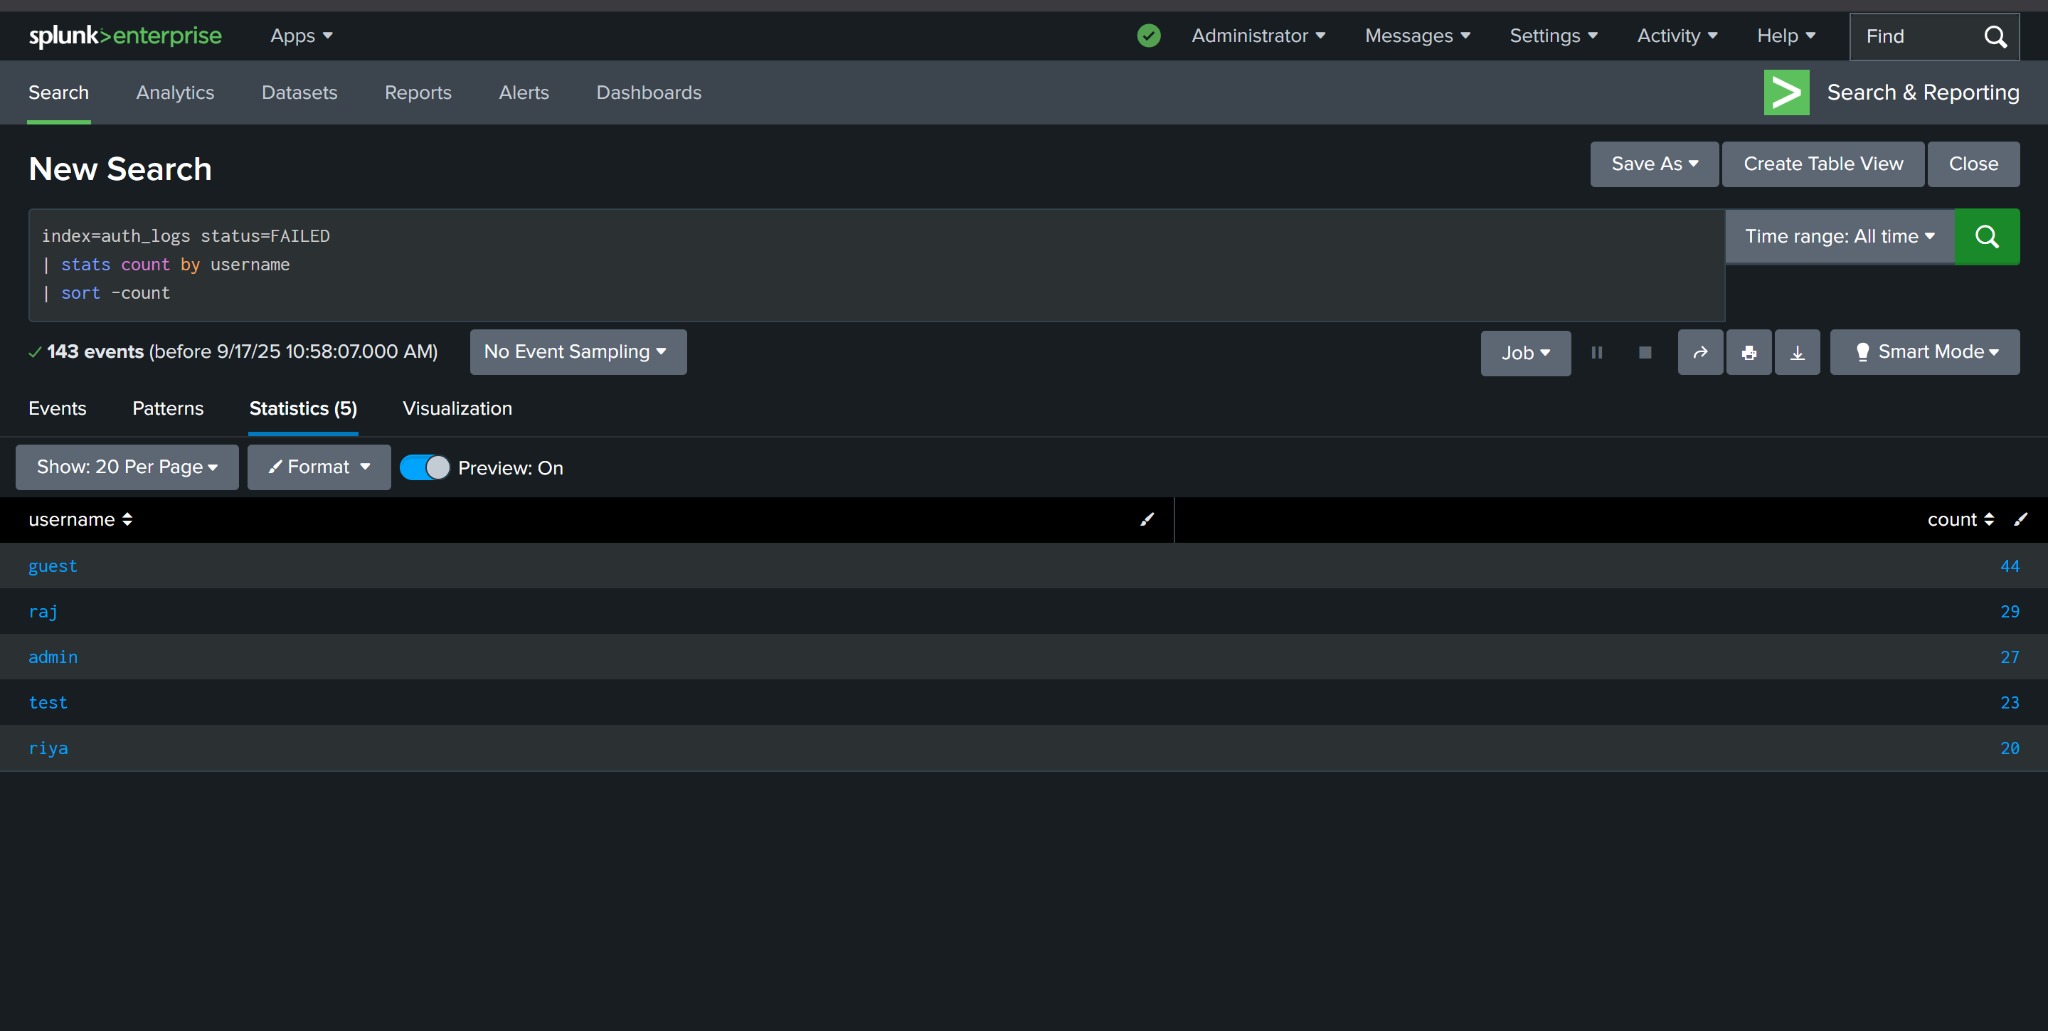 splunk>enterprise Apps Administrator Messages Settings Activity Help Find
Search Analytics Datasets Reports Alerts Dashboards Search & Reporting
New Search Save As Create Table View Close
index=auth_logs status=FAILED Time range: All time
| stats count by username
| sort -count
143 events (before 9/17/25 10:58:07.000 AM) No Event Sampling Job Smart Mode
Events Patterns Statistics (5) Visualization
Show: 20 Per Page Format Preview: On
username count
guest 44
raj 29
admin 27
test 23
riya 20